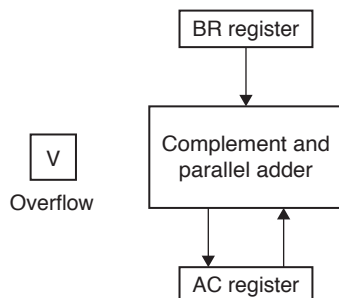 BR register
Complement and
parallel adder
V
Overflow
AC register